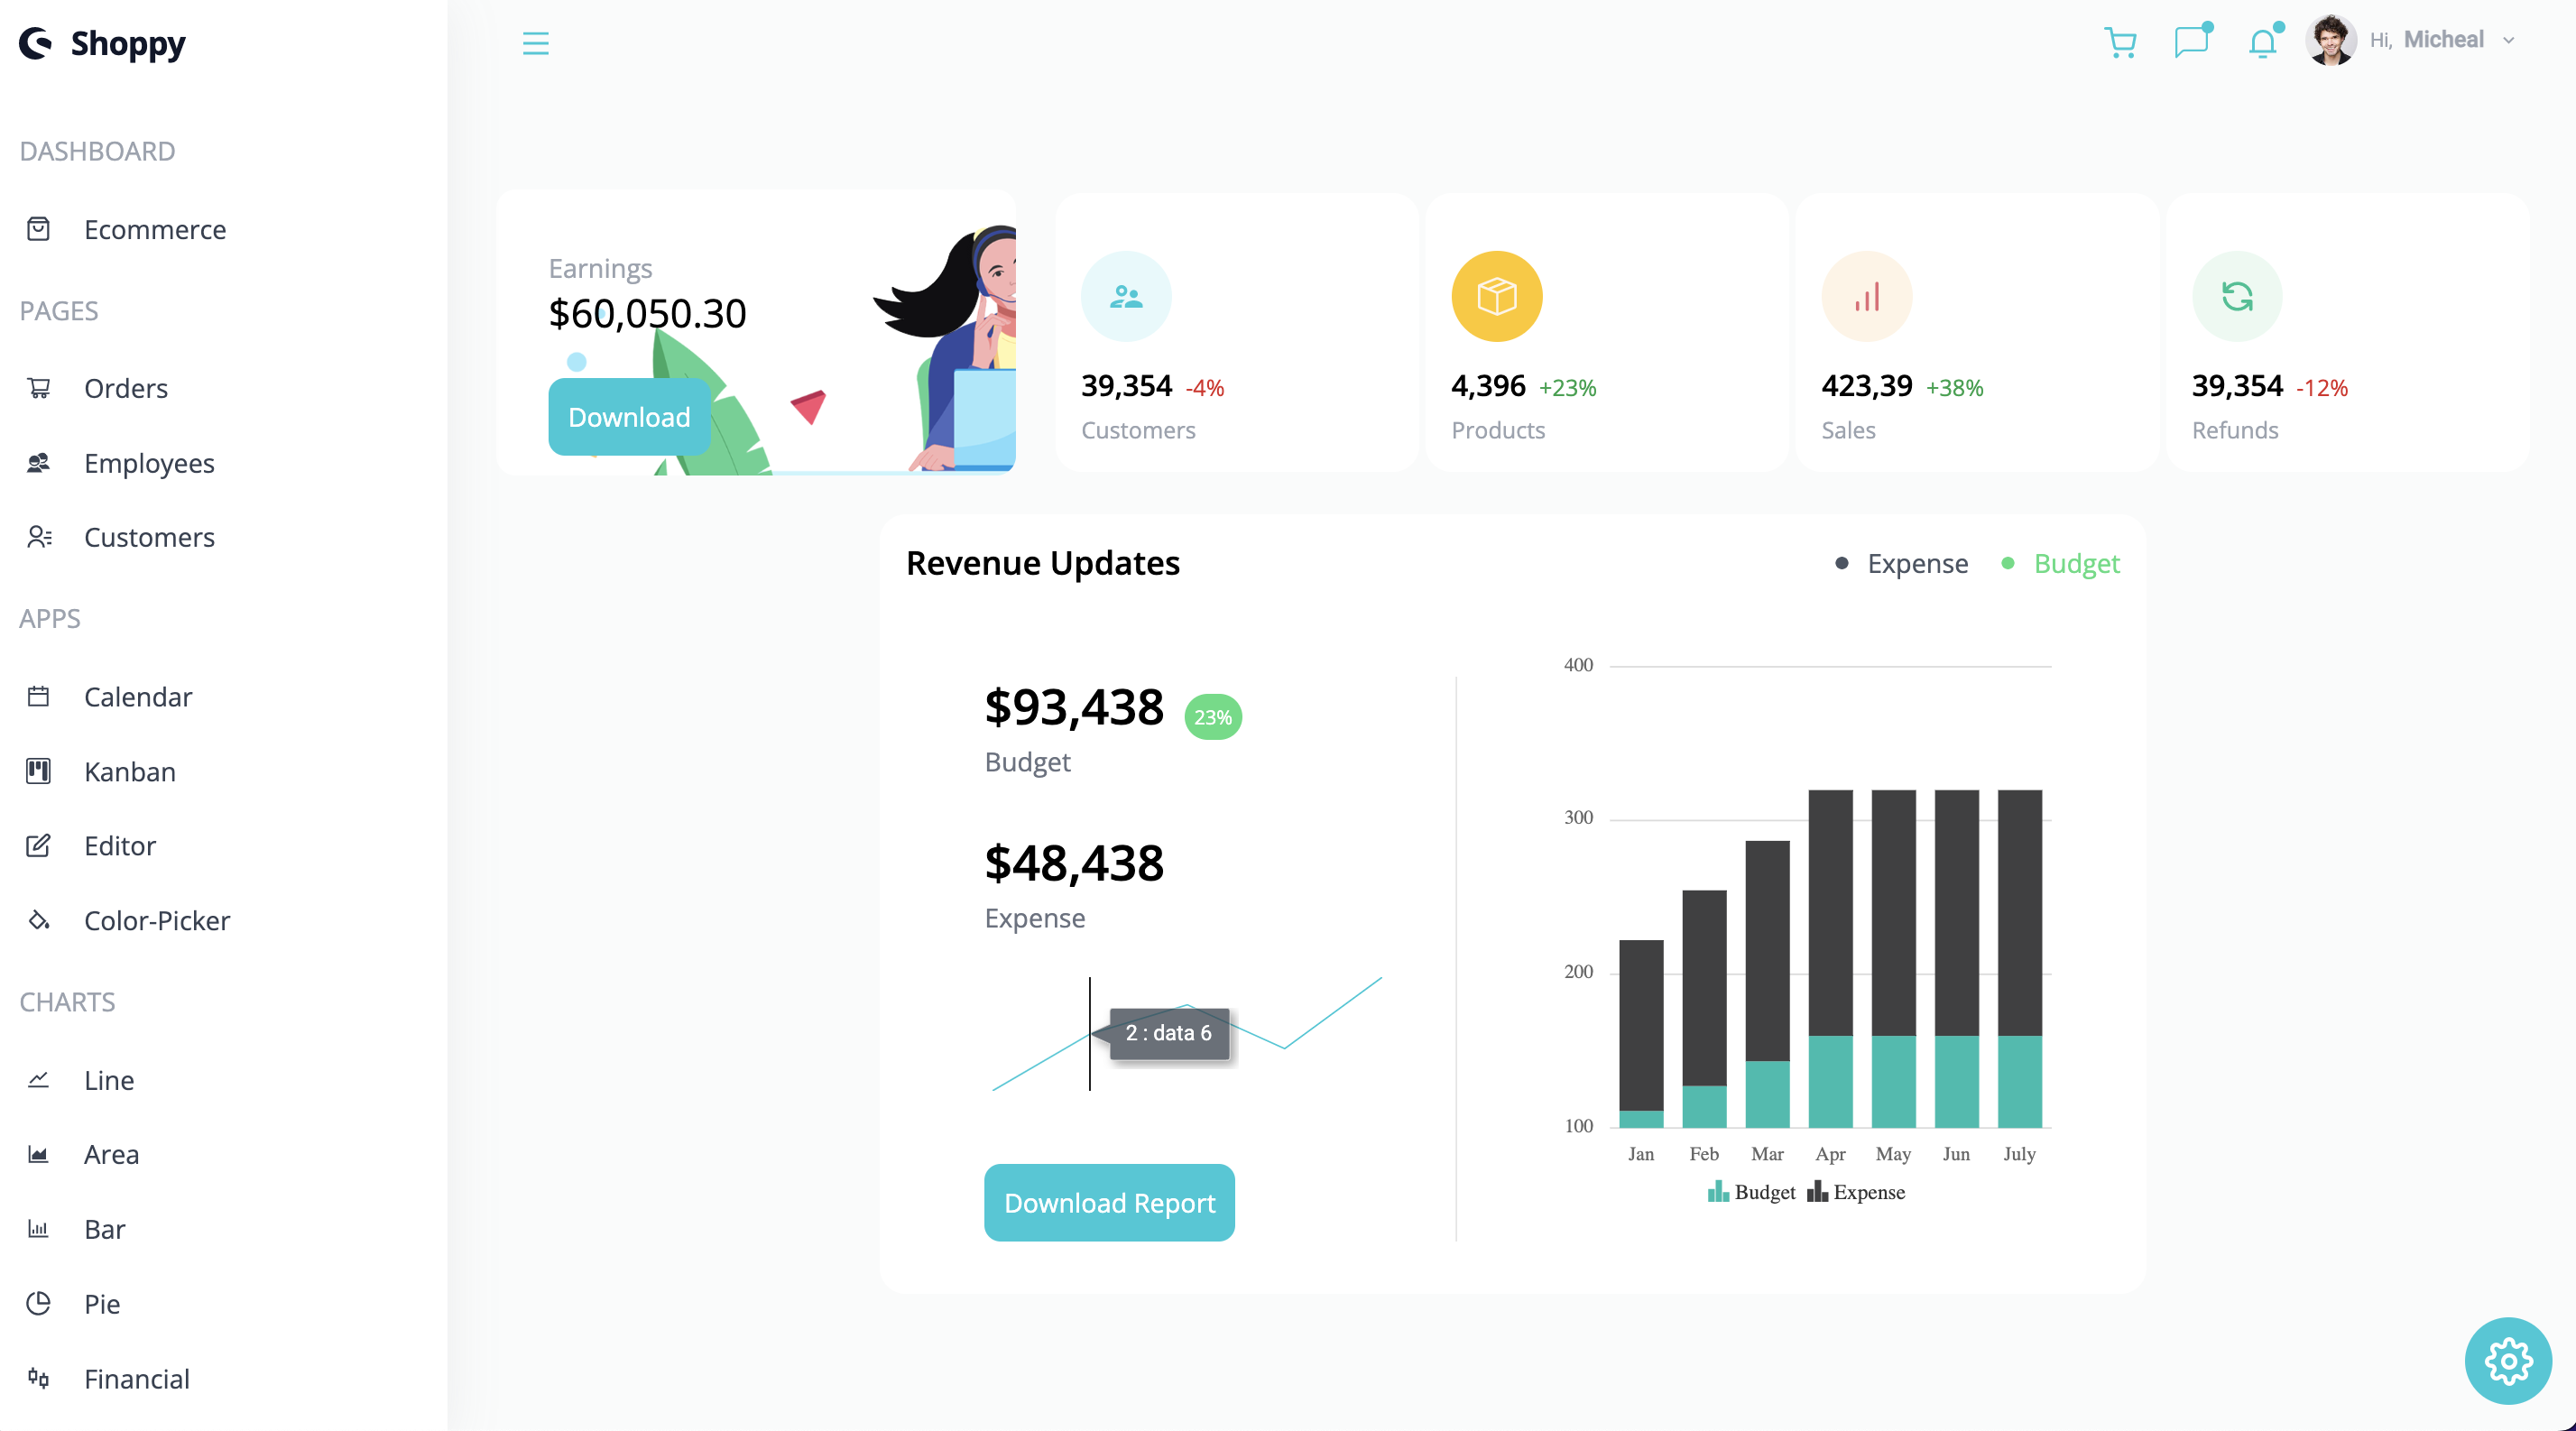 Shoppy
Hi, Micheal
DASHBOARD
Ecommerce
PAGES
Orders
Employees
Customers
APPS
Calendar
Kanban
Editor
Color-Picker
CHARTS
Line
Area
Bar
Pie
Financial
Earnings
$60,050.30
Download
39,354 -4%
Customers
4,396 +23%
Products
423,39 +38%
Sales
39,354 -12%
Refunds
Revenue Updates
Expense
Budget
$93,438 23%
Budget
$48,438
Expense
2 : data 6
Download Report
400
300
200
100
Jan Feb Mar Apr May Jun July
Budget Expense